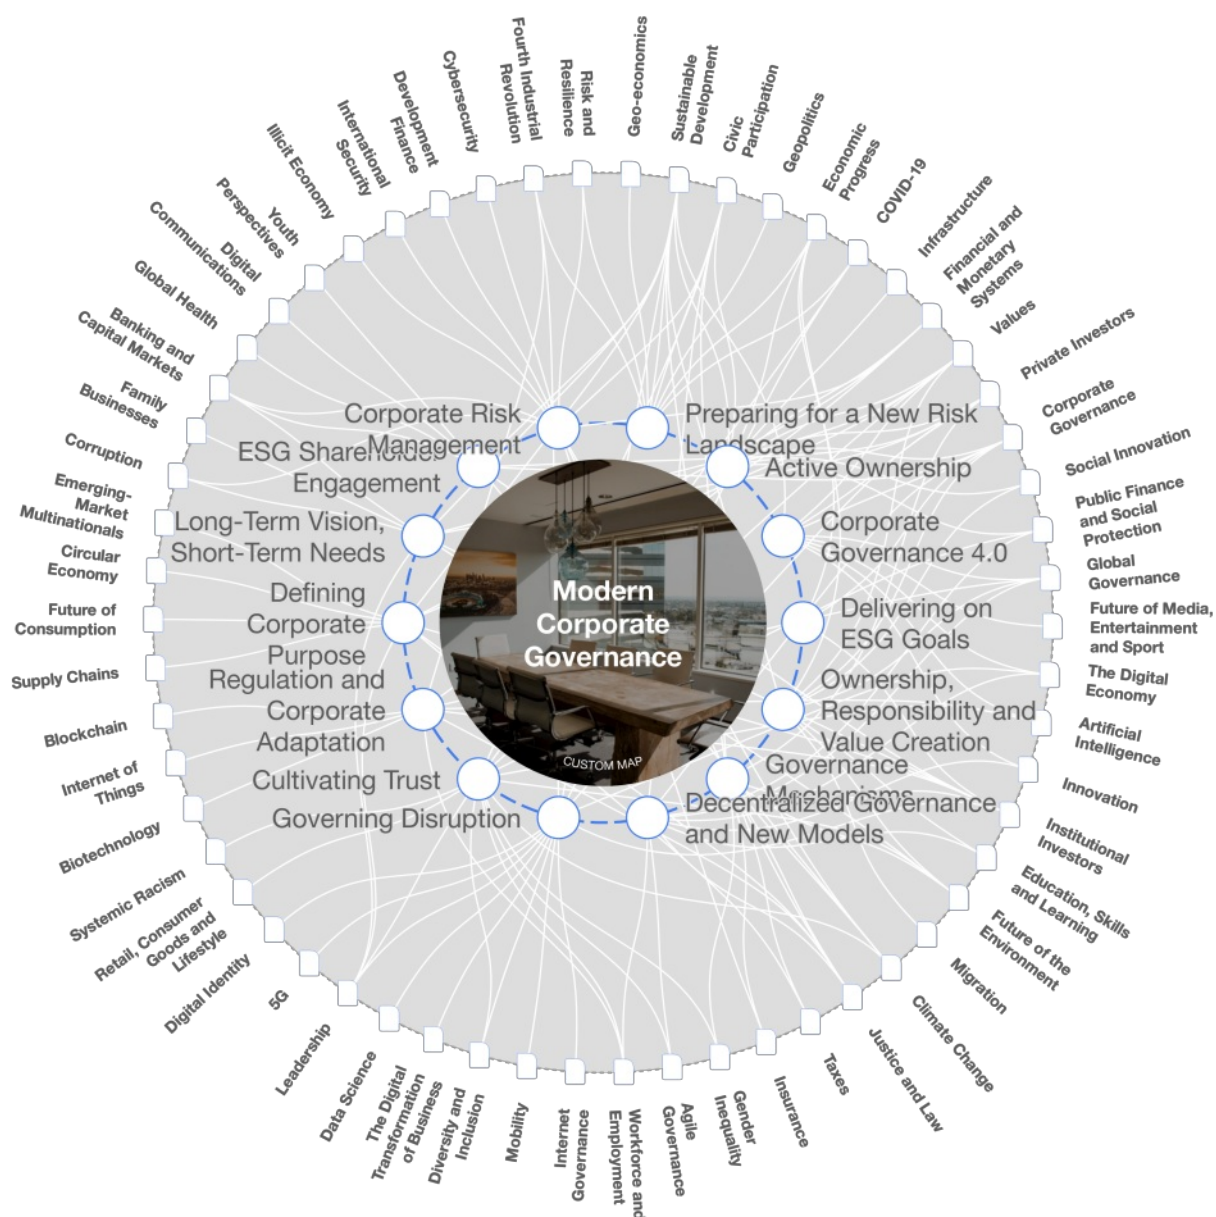 Geo-economics
Sustainable
Development
Civic
Participation
Geopolitics
Economic
Progress
COVID-19
Infrastructure
Financial and
Monetary
Systems
Values
Private Investors
Corporate
Governance
Social Innovation
Public Finance
and Social
Protection
Global
Governance
Future of Media,
Entertainment
and Sport
The Digital
Economy
Artificial
Intelligence
Innovation
Institutional
Investors
Education, Skills
and Learning
Future of the
Environment
Migration
Climate Change
Justice and Law
Taxes
Insurance
Gender
Inequality
Agile
Governance
Workforce and
Employment
Internet
Governance
Mobility
Diversity and
Inclusion
The Digital
Transformation
of Business
Data Science
Leadership
5G
Digital Identity
Retail, Consumer
Goods and
Lifestyle
Systemic Racism
Biotechnology
Internet of
Things
Blockchain
Supply Chains
Future of
Consumption
Circular
Economy
Emerging-
Market
Multinationals
Corruption
Family
Businesses
Banking and
Capital Markets
Global Health
Digital
Communications
Youth
Perspectives
Illicit Economy
International
Security
Development
Finance
Cybersecurity
Fourth Industrial
Revolution
Risk and
Resilience
Corporate Risk
Management
ESG Shareholder
Engagement
Long-Term Vision,
Short-Term Needs
Defining
Corporate
Purpose
Regulation and
Corporate
Adaptation
Cultivating Trust
Governing Disruption
Preparing for a New Risk
Landscape
Active Ownership
Corporate
Governance 4.0
Delivering on
ESG Goals
Ownership,
Responsibility and
Value Creation
Governance
Mechanisms
Decentralized Governance
and New Models
Modern
Corporate
Governance
CUSTOM MAP